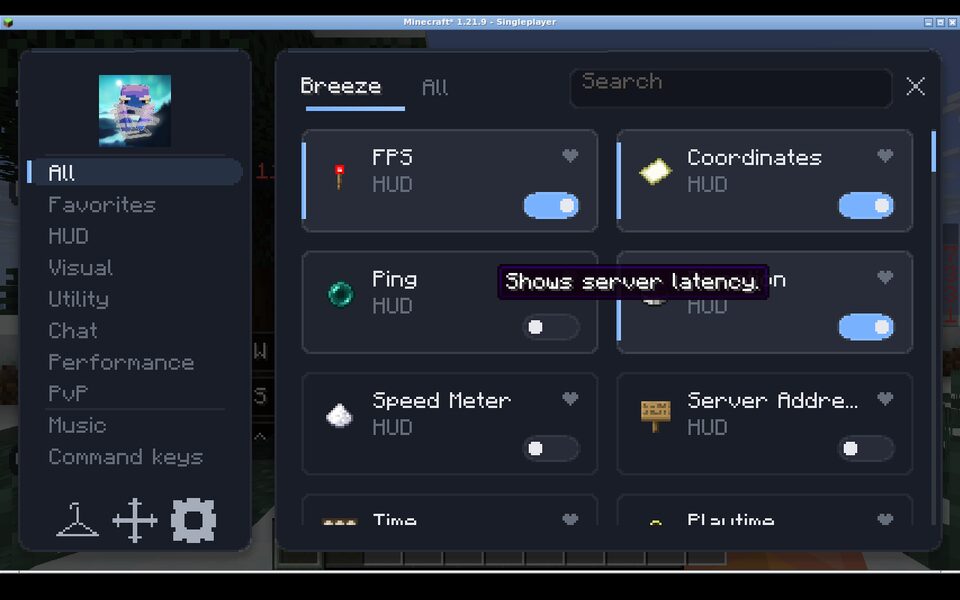 Minecraft* 1.21.9 - Singleplayer
Breeze
All
Search
All
Favorites
HUD
Visual
Utility
Chat
Performance
PvP
Music
Command keys
FPS
HUD
Coordinates
HUD
Ping
HUD
Shows server latency.
HUD
Speed Meter
HUD
Server Addre...
HUD
Time
Playtime
W
S